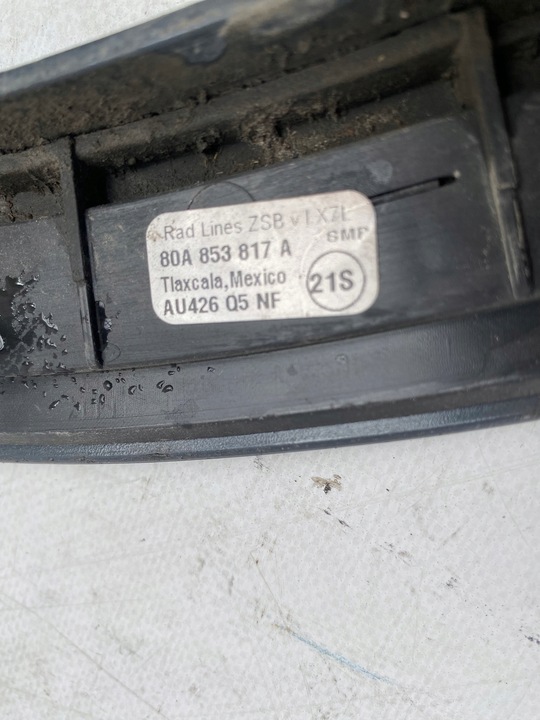 Rad Lines ZSB v LX7L
SMP
80A 853 817 A
Tlaxcala, Mexico
21S
AU426 Q5 NF